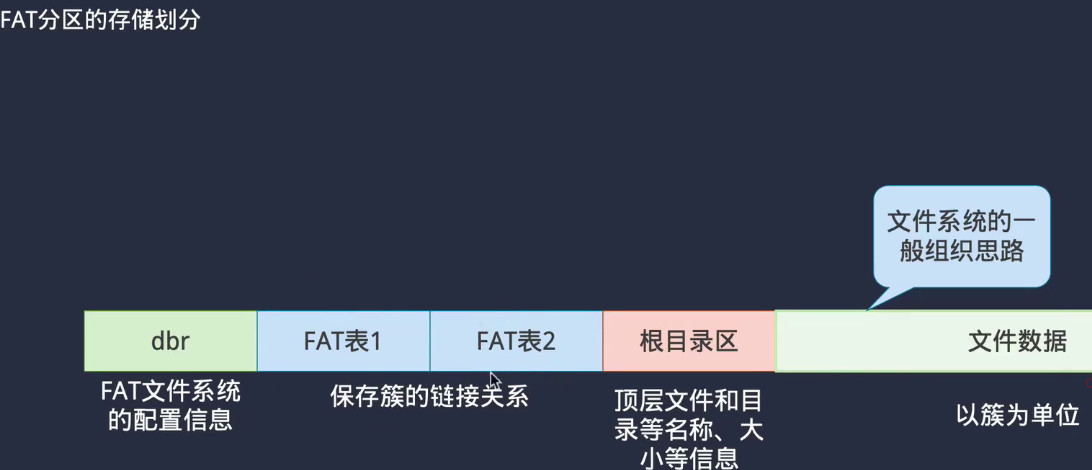 FAT分区的存储划分
文件系统的一
般组织思路
dbr
FAT表1
FAT表2
根目录区
文件数据
FAT文件系统
的配置信息
保存簇的链接关系
顶层文件和目
录等名称、大
小等信息
以簇为单位